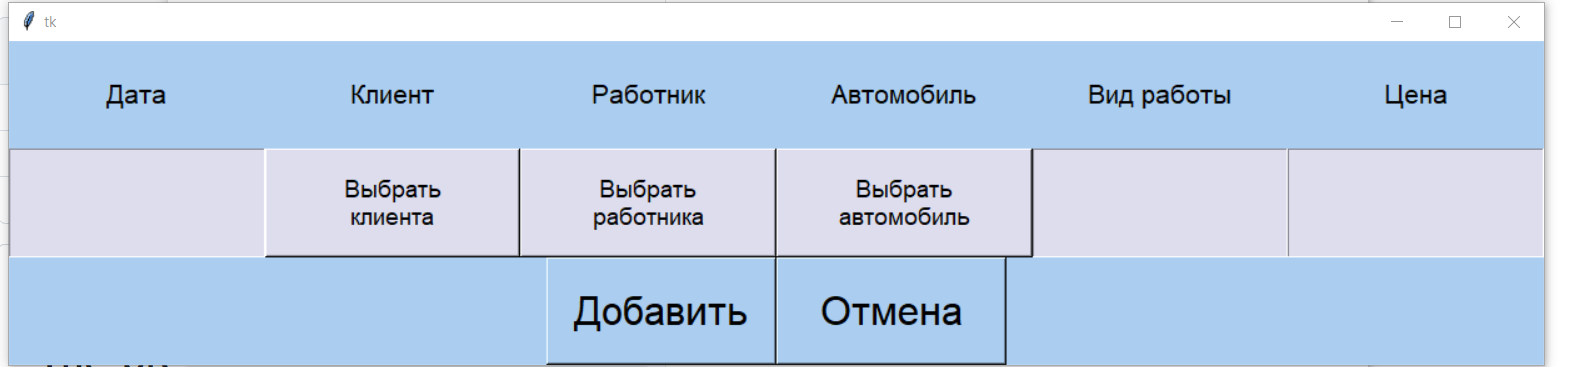 tk
Дата Клиент Работник Автомобиль Вид работы Цена
Выбрать Выбрать Выбрать
клиента работника автомобиль
Добавить Отмена